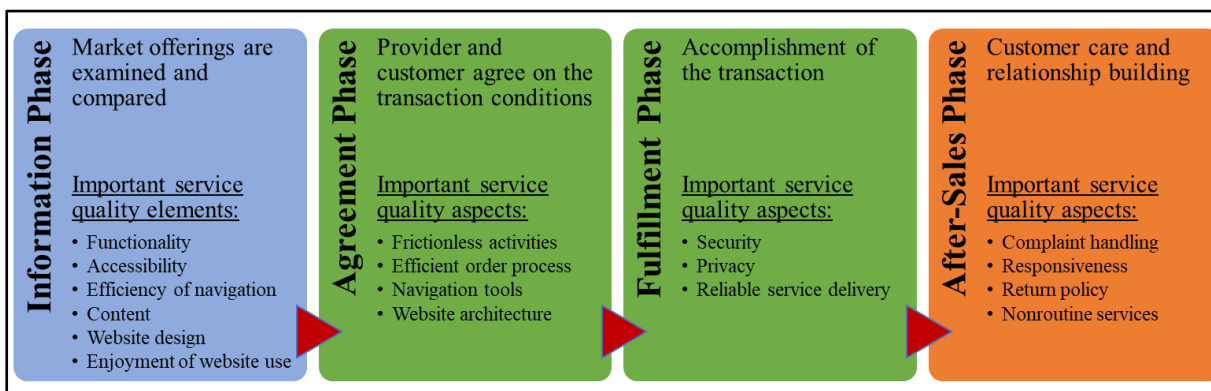 Information Phase
Market offerings are
examined and
compared
Important service
quality elements:
• Functionality
• Accessibility
• Efficiency of navigation
• Content
• Website design
• Enjoyment of website use
Agreement Phase
Provider and
customer agree on the
transaction conditions
Important service
quality aspects:
• Frictionless activities
• Efficient order process
• Navigation tools
• Website architecture
Fulfillment Phase
Accomplishment of
the transaction
Important service
quality aspects:
• Security
• Privacy
• Reliable service delivery
After-Sales Phase
Customer care and
relationship building
Important service
quality aspects:
• Complaint handling
• Responsiveness
• Return policy
• Nonroutine services